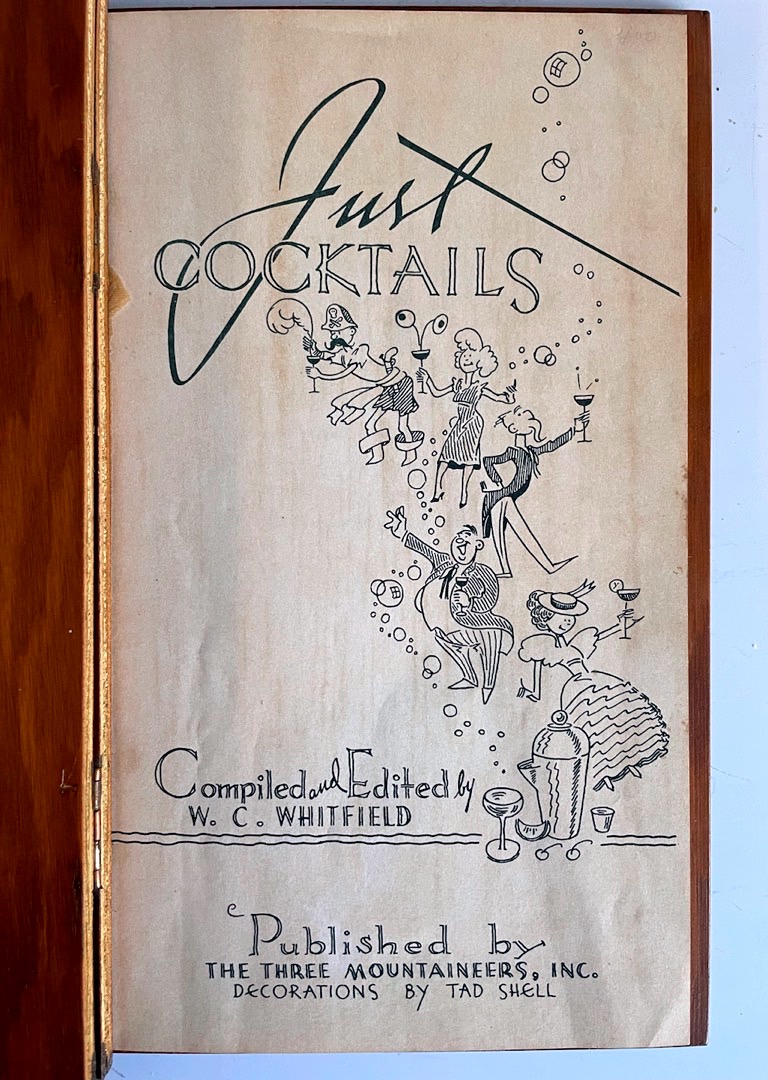 Just
COCKTAILS
Compiled and Edited by
W. C. WHITFIELD
Published by
THE THREE MOUNTAINEERS, INC.
DECORATIONS BY TAD SHELL